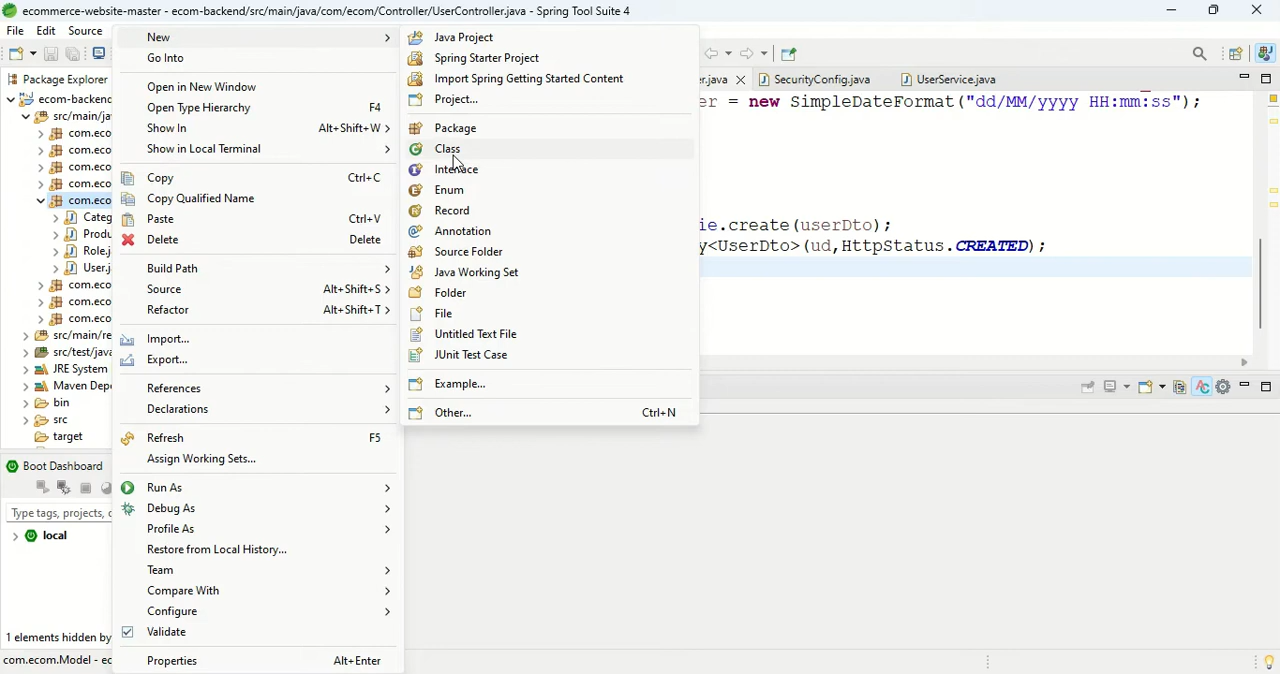 ecommerce-website-master - ecom-backend/src/main/java/com/ecom/Controller/UserController.java - Spring Tool Suite 4
File Edit Source
Package Explorer
ecom-backend
src/main/ja
com.eco
com.eco
com.eco
com.eco
com.eco
Categ
Produ
Role.j
User.j
com.eco
com.eco
com.eco
src/main/re
src/test/java
JRE System
Maven Dep
bin
src
target
Boot Dashboard
Type tags, projects, c
local
1 elements hidden by
com.ecom.Model - ec
New
Go Into
Open in New Window
Open Type Hierarchy F4
Show In Alt+Shift+W
Show in Local Terminal
Copy Ctrl+C
Copy Qualified Name
Paste Ctrl+V
Delete Delete
Build Path
Source Alt+Shift+S
Refactor Alt+Shift+T
Import...
Export...
References
Declarations
Refresh F5
Assign Working Sets...
Run As
Debug As
Profile As
Restore from Local History...
Team
Compare With
Configure
Validate
Properties Alt+Enter
Java Project
Spring Starter Project
Import Spring Getting Started Content
Project...
Package
Class
Interface
Enum
Record
Annotation
Source Folder
Java Working Set
Folder
File
Untitled Text File
JUnit Test Case
Example...
Other... Ctrl+N
er.java SecurityConfig.java UserService.java
er = new SimpleDateFormat("dd/MM/yyyy HH:mm:ss");
ie.create(userDto);
y<UserDto>(ud,HttpStatus.CREATED);